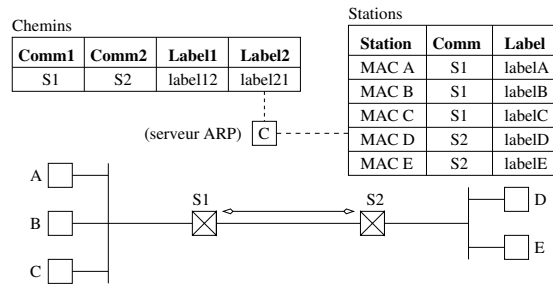 Chemins
Comm1 Comm2 Label1 Label2
S1 S2 label12 label21
Stations
Station Comm Label
MAC A S1 labelA
MAC B S1 labelB
MAC C S1 labelC
MAC D S2 labelD
MAC E S2 labelE
(serveur ARP) C
A
B
C
S1
S2
D
E